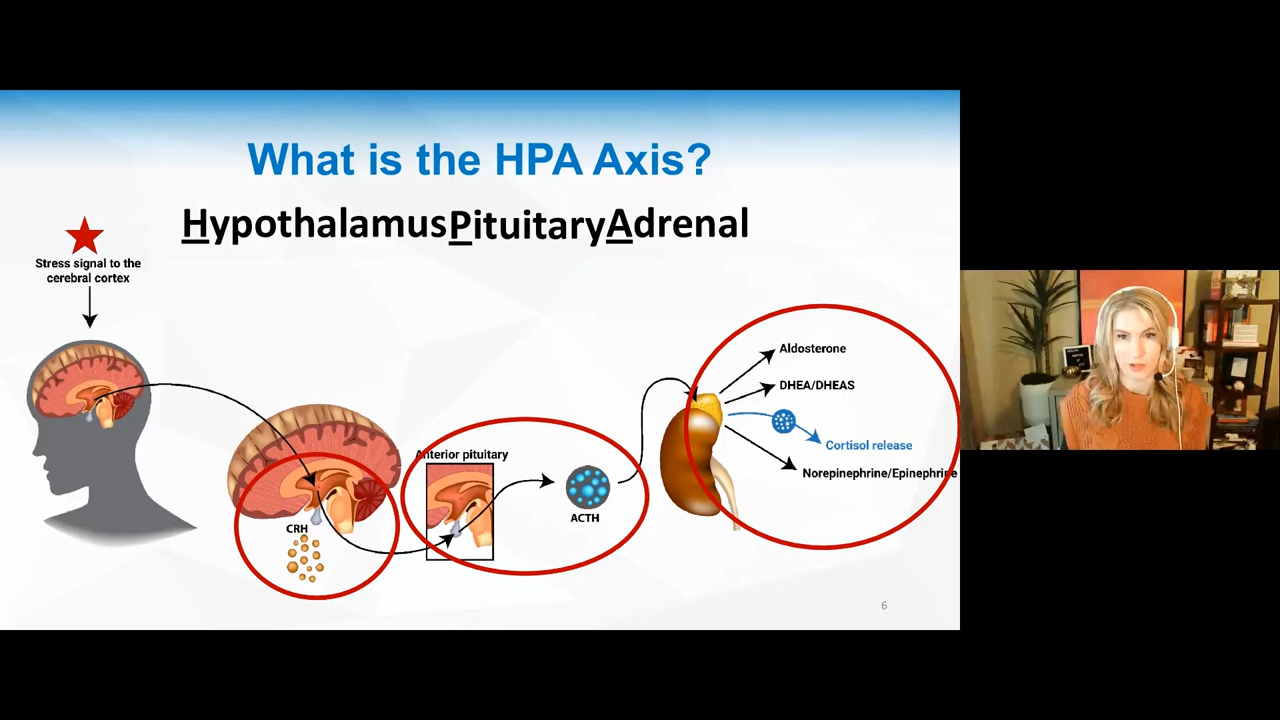 What is the HPA Axis?
HypothalamusPituitaryAdrenal
Stress signal to the
cerebral cortex
CRH
Anterior pituitary
ACTH
Aldosterone
DHEA/DHEAS
Cortisol release
Norepinephrine/Epinephrine
6